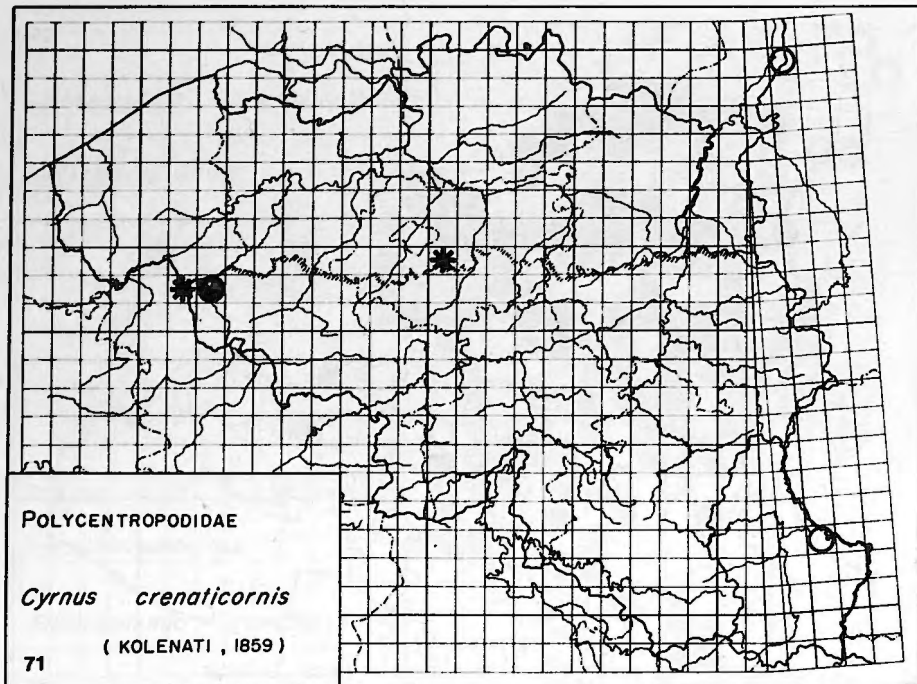 POLYCENTROPODIDAE
Cyrnus crenaticornis
( KOLENATI , 1859 )
71